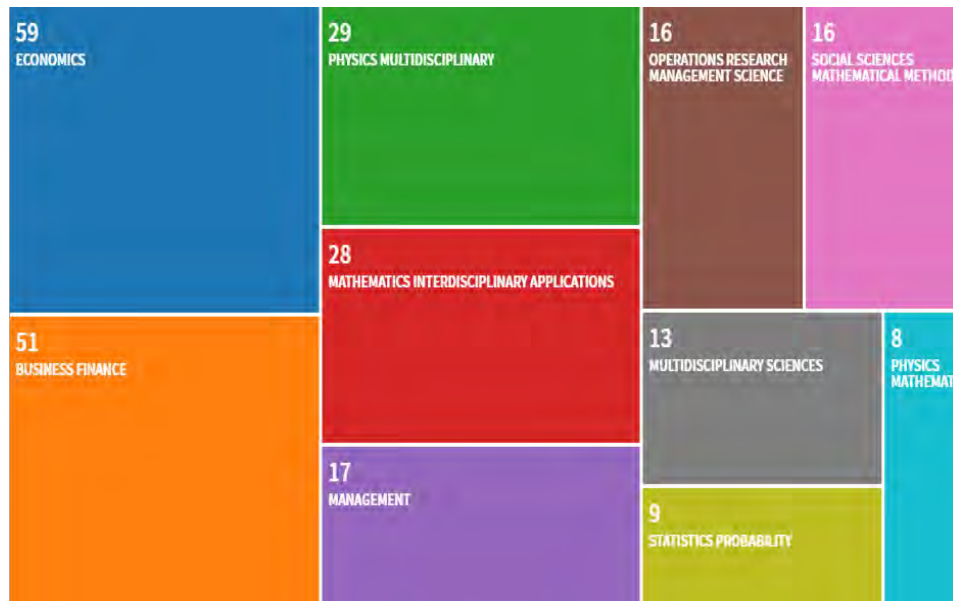 59
ECONOMICS
29
PHYSICS MULTIDISCIPLINARY
16
OPERATIONS RESEARCH
MANAGEMENT SCIENCE
16
SOCIAL SCIENCES
MATHEMATICAL METHOD
28
MATHEMATICS INTERDISCIPLINARY APPLICATIONS
51
BUSINESS FINANCE
13
MULTIDISCIPLINARY SCIENCES
8
PHYSICS
MATHEMAT
17
MANAGEMENT
9
STATISTICS PROBABILITY